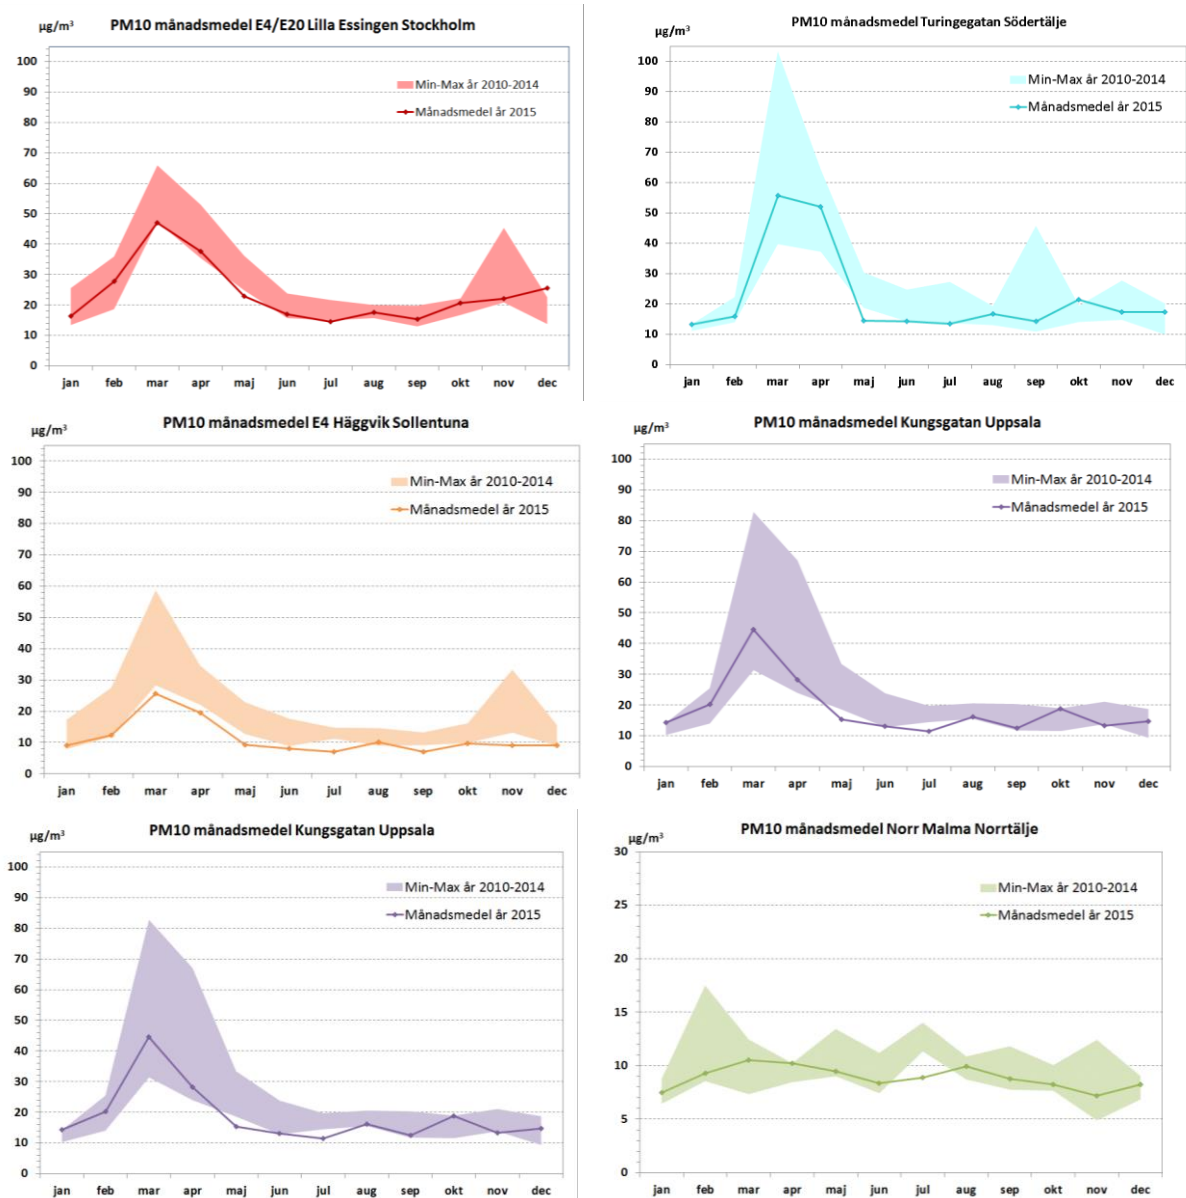 PM10 månadsmedel E4/E20 Lilla Essingen Stockholm
µg/m³
100
90
80
70
60
50
40
30
20
10
0
Min-Max år 2010-2014
Månadsmedel år 2015
jan feb mar apr maj jun jul aug sep okt nov dec
PM10 månadsmedel Turingegatan Södertälje
µg/m³
100
90
80
70
60
50
40
30
20
10
0
Min-Max år 2010-2014
Månadsmedel år 2015
jan feb mar apr maj jun jul aug sep okt nov dec
PM10 månadsmedel E4 Häggvik Sollentuna
µg/m³
100
90
80
70
60
50
40
30
20
10
0
Min-Max år 2010-2014
Månadsmedel år 2015
jan feb mar apr maj jun jul aug sep okt nov dec
PM10 månadsmedel Kungsgatan Uppsala
µg/m³
100
90
80
70
60
50
40
30
20
10
0
Min-Max år 2010-2014
Månadsmedel år 2015
jan feb mar apr maj jun jul aug sep okt nov dec
PM10 månadsmedel Kungsgatan Uppsala
µg/m³
100
90
80
70
60
50
40
30
20
10
0
Min-Max år 2010-2014
Månadsmedel år 2015
jan feb mar apr maj jun jul aug sep okt nov dec
PM10 månadsmedel Norr Malma Norrtälje
µg/m³
30
25
20
15
10
5
0
Min-Max år 2010-2014
Månadsmedel år 2015
jan feb mar apr maj jun jul aug sep okt nov dec